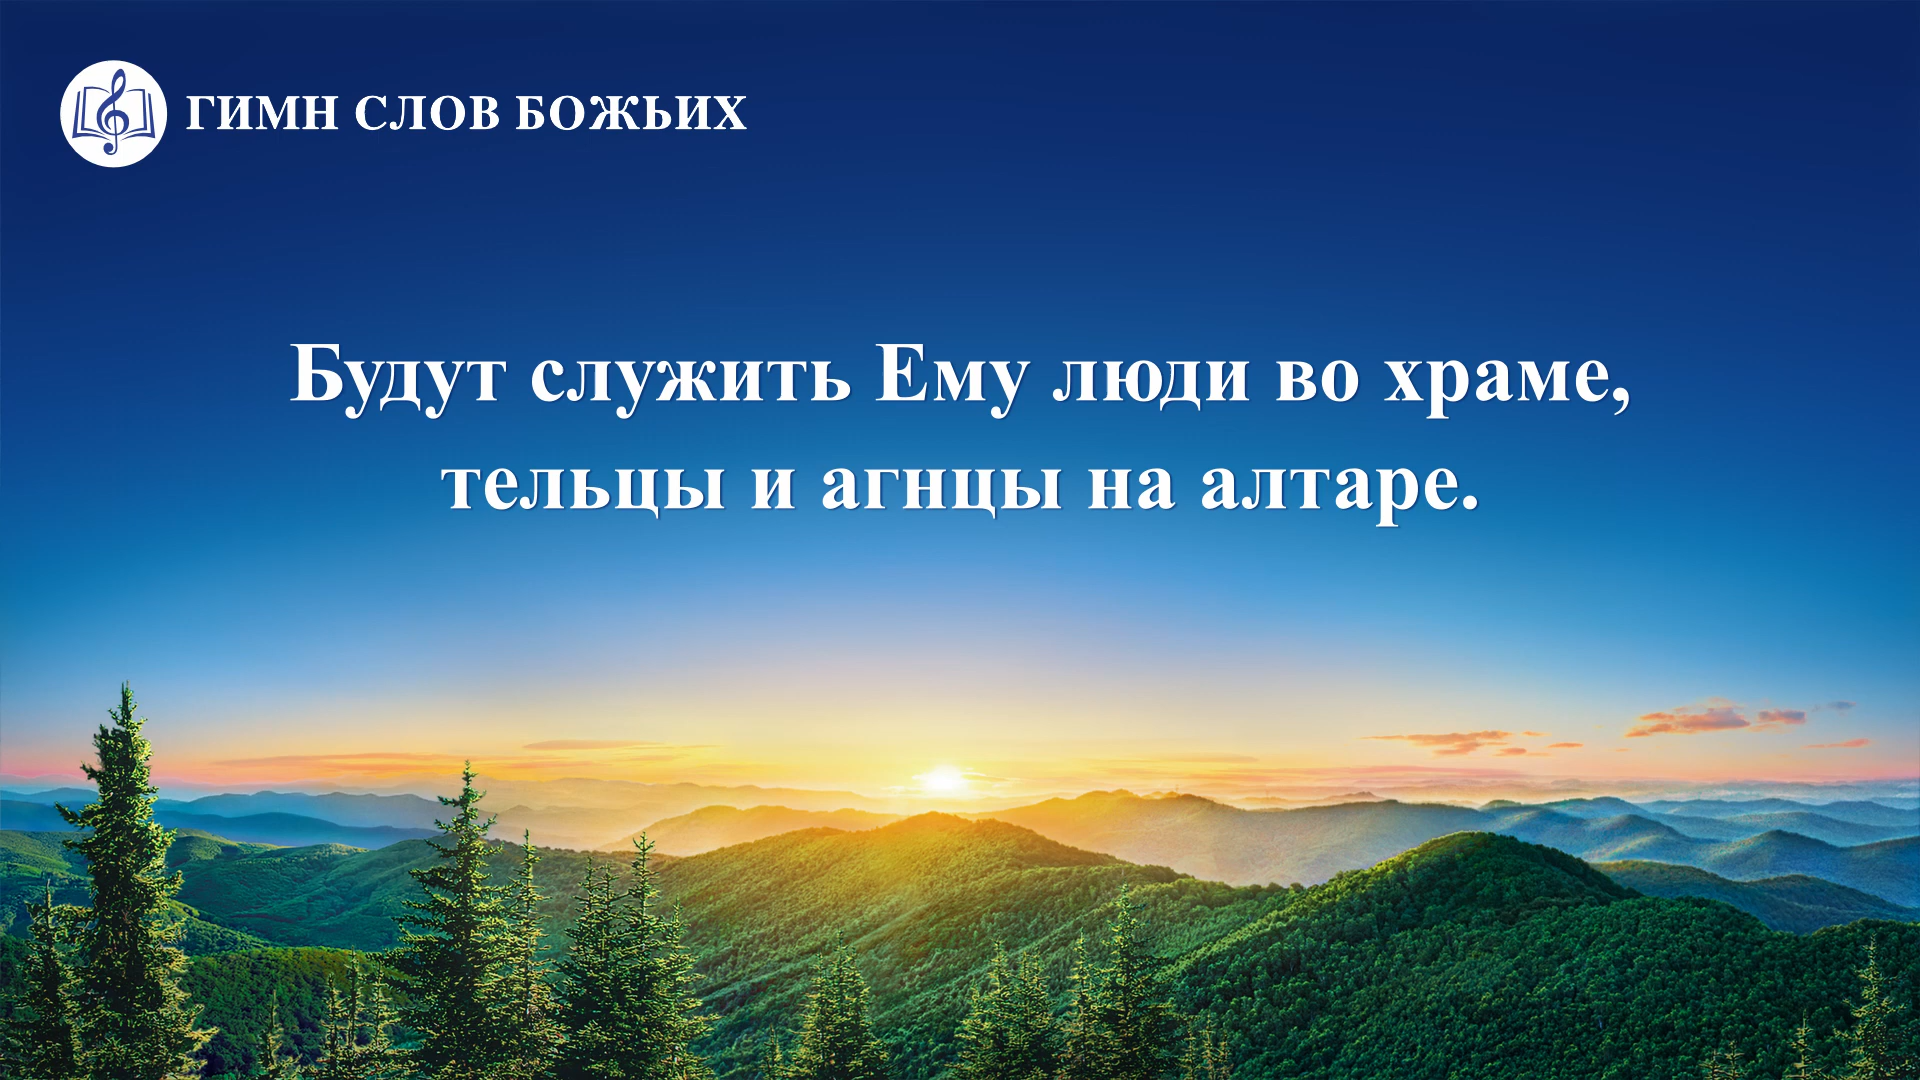 ГИМН СЛОВ БОЖЬИХ
Будут служить Ему люди во храме,
тельцы и агнцы на алтаре.